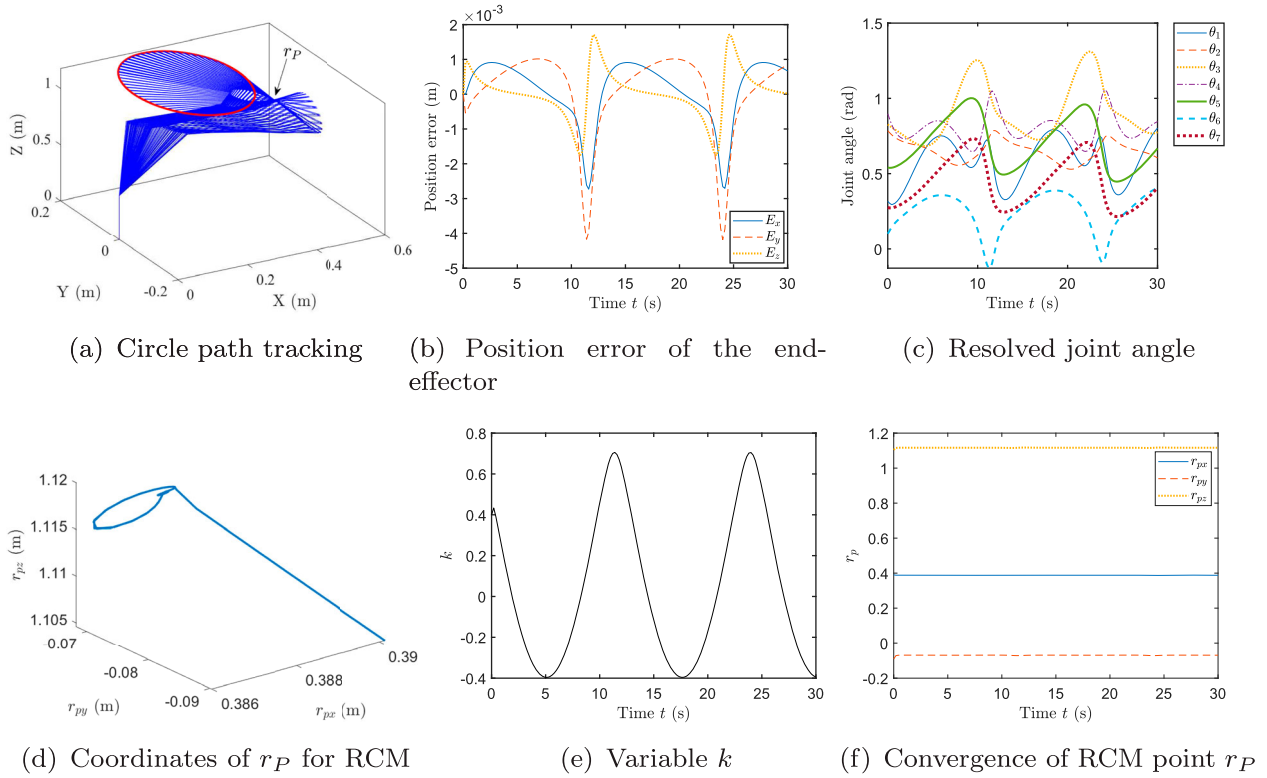 r_P
Z (m)
1
0.5
0
0.2
0
-0.2
Y (m)
0
0.2
0.4
0.6
X (m)
(a) Circle path tracking
×10^-3
2
1
0
-1
-2
-3
-4
-5
Position error (m)
E_x
E_y
E_z
0 5 10 15 20 25 30
Time t (s)
(b) Position error of the end-
effector
1.5
1
0.5
0
Joint angle (rad)
θ_1
θ_2
θ_3
θ_4
θ_5
θ_6
θ_7
0 10 20 30
Time t (s)
(c) Resolved joint angle
1.12
1.115
1.11
1.105
r_pz (m)
-0.07
-0.08
-0.09
r_py (m)
0.386
0.388
0.39
r_px (m)
(d) Coordinates of r_P for RCM
0.8
0.6
0.4
0.2
0
-0.2
-0.4
k
0 5 10 15 20 25 30
Time t (s)
(e) Variable k
1.2
1
0.8
0.6
0.4
0.2
0
-0.2
r_p
r_px
r_py
r_pz
0 5 10 15 20 25 30
Time t (s)
(f) Convergence of RCM point r_P